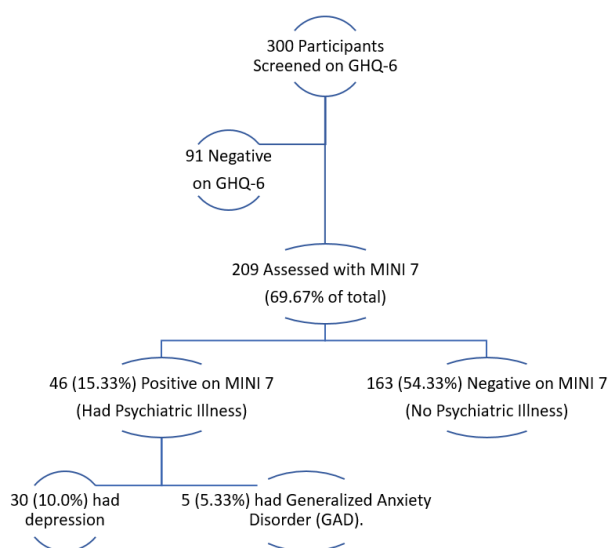 300 Participants
Screened on GHQ-6
91 Negative
on GHQ-6
209 Assessed with MINI 7
(69.67% of total)
46 (15.33%) Positive on MINI 7
(Had Psychiatric Illness)
163 (54.33%) Negative on MINI 7
(No Psychiatric Illness)
30 (10.0%) had
depression
5 (5.33%) had Generalized Anxiety
Disorder (GAD).